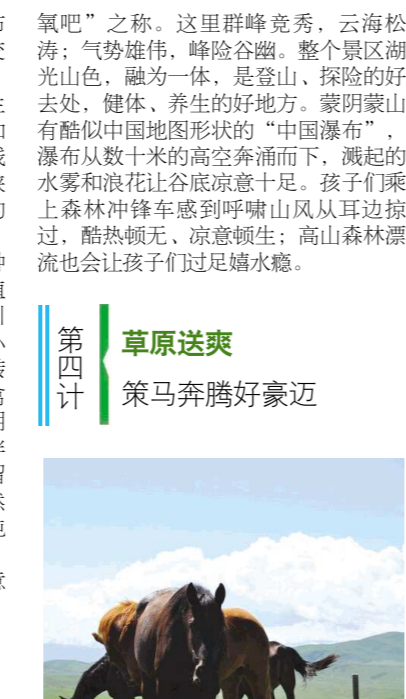 氧吧”之称。这里群峰竞秀，云海松
涛；气势雄伟，峰险谷幽。整个景区湖
光山色，融为一体，是登山、探险的好
去处，健体、养生的好地方。蒙阴蒙山
有酷似中国地图形状的“中国瀑布”，
瀑布从数十米的高空奔涌而下，溅起的
水雾和浪花让谷底凉意十足。孩子们乘
上森林冲锋车感到呼啸山风从耳边掠
过，酷热顿无、凉意顿生；高山森林漂
流也会让孩子们过足嬉水瘾。
第四计
草原送爽
策马奔腾好豪迈